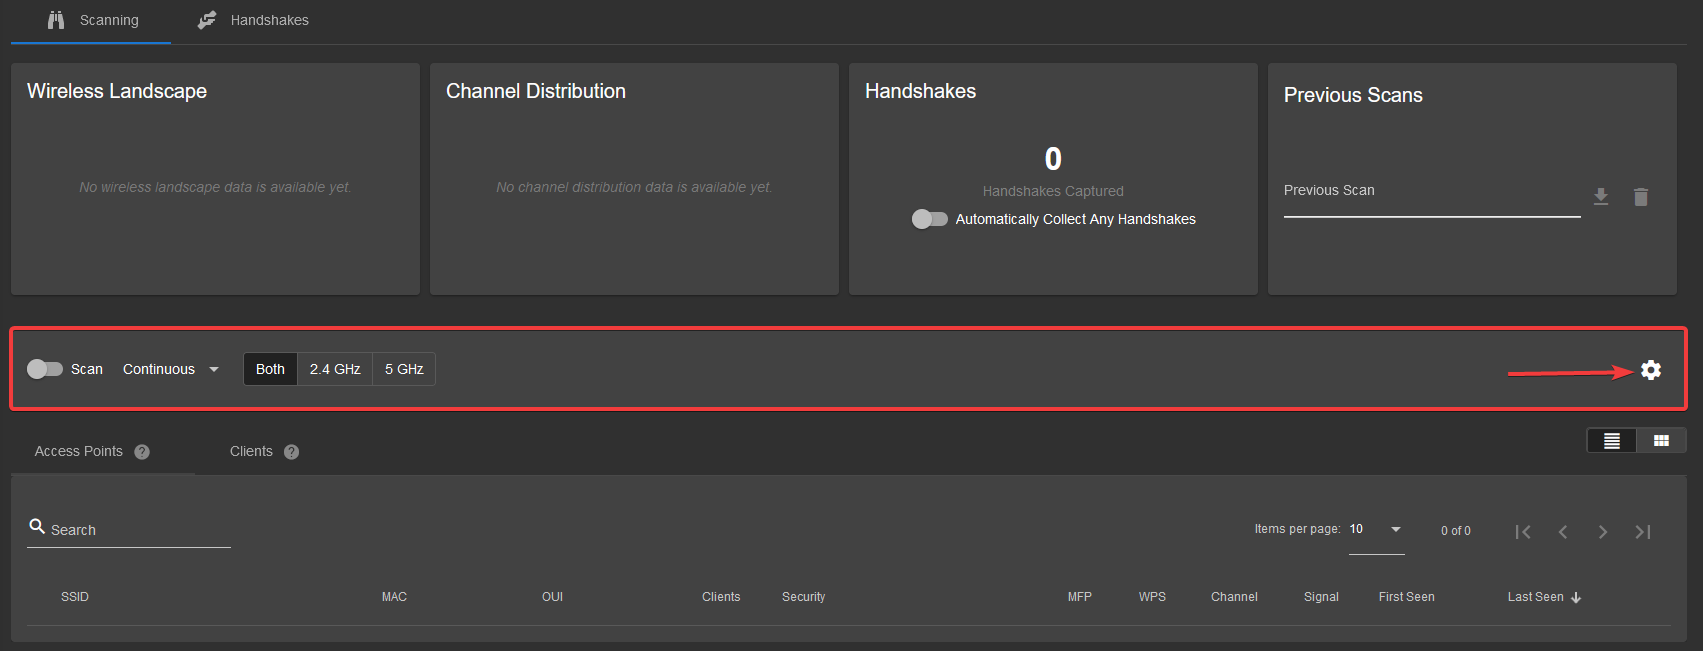 Scanning Handshakes
Wireless Landscape
No wireless landscape data is available yet.
Channel Distribution
No channel distribution data is available yet.
Handshakes
0
Handshakes Captured
Automatically Collect Any Handshakes
Previous Scans
Previous Scan
Scan Continuous Both 2.4 GHz 5 GHz
Access Points ? Clients ?
Search
Items per page: 10 0 of 0
SSID MAC OUI Clients Security MFP WPS Channel Signal First Seen Last Seen